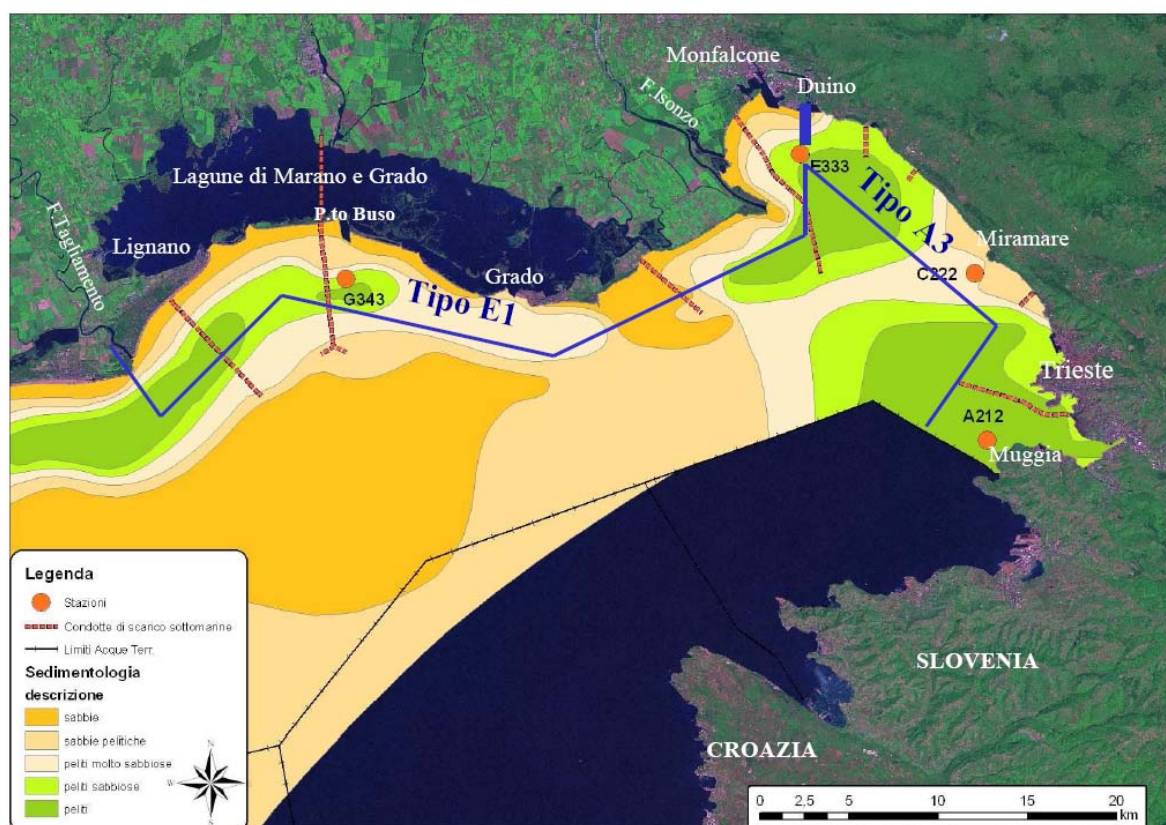 Monfalcone
Duino
F.Isonzo
E333
Lagune di Marano e Grado
P.to Buso
Tipo A3
F.Tagliamento
Lignano
Miramare
C222
Grado
G343
Tipo E1
Trieste
A212
Muggia
SLOVENIA
CROAZIA
Legenda
Stazioni
Condotte di scarico sottomarine
Limiti Acque Terr.
Sedimentologia
descrizione
sabbie
sabbie pelitiche
peliti molto sabbiose
peliti sabbiose
peliti
N
W
E
S
0 2,5 5 10 15 20
km